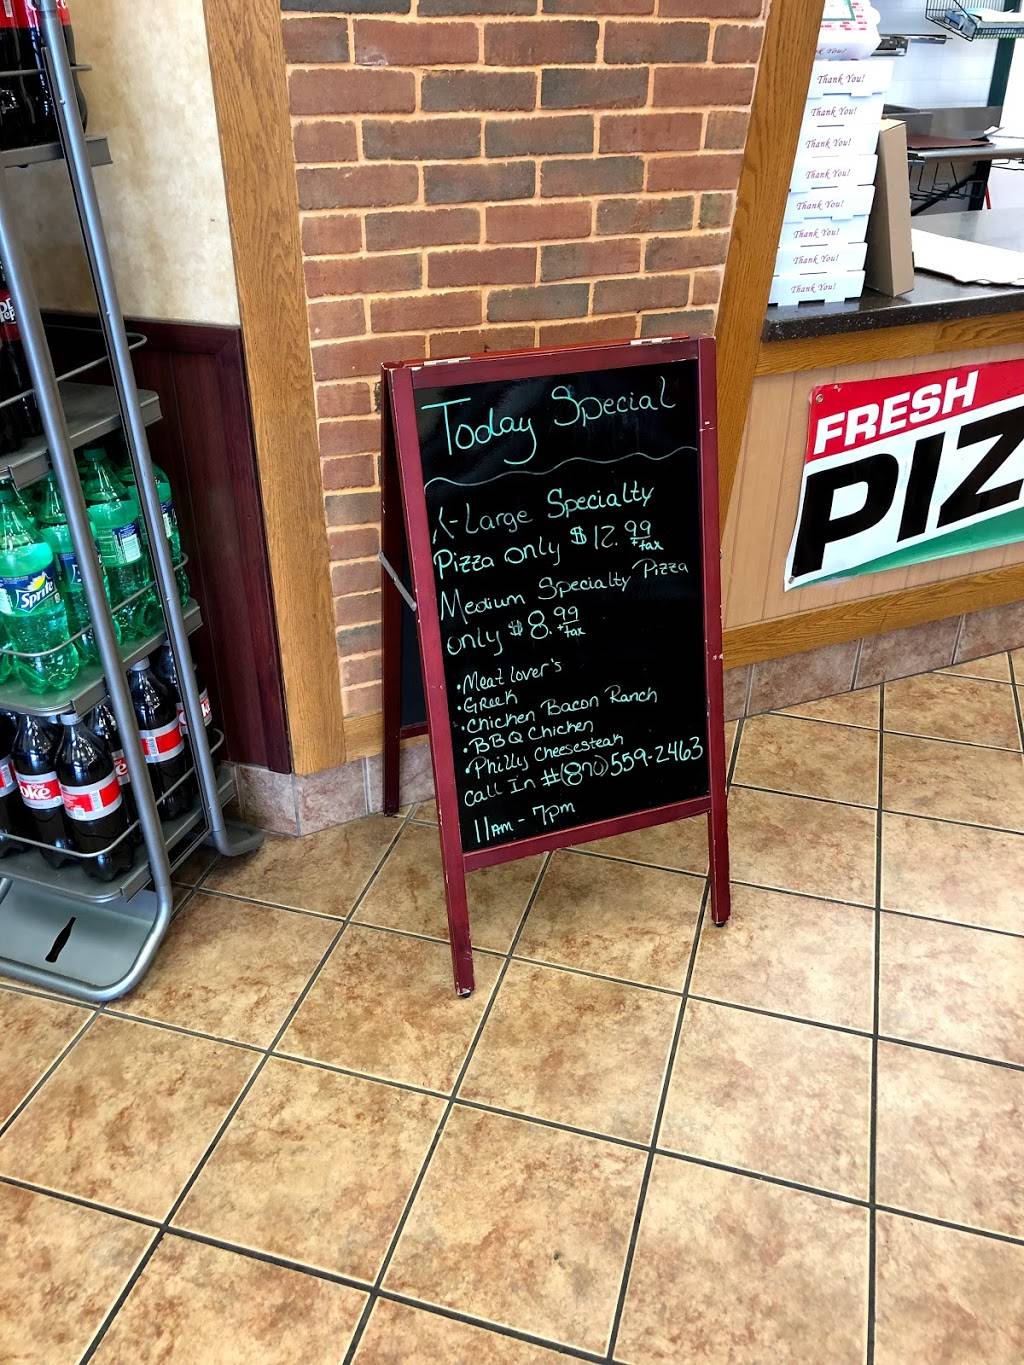 Today Special
X-Large Specialty
Pizza only $12.99
+tax
Medium Specialty Pizza
only $8.99
+tax
•Meat lover's
•Greek
•Chicken Bacon Ranch
•BBQ Chicken
•Philly Cheesesteak
call In #(870)559-2463
11AM - 7pm
FRESH
PIZ
Thank You!
Thank You!
Thank You!
Thank You!
Thank You!
Thank You!
Thank You!
Thank You!
Sprite
oke
Coke